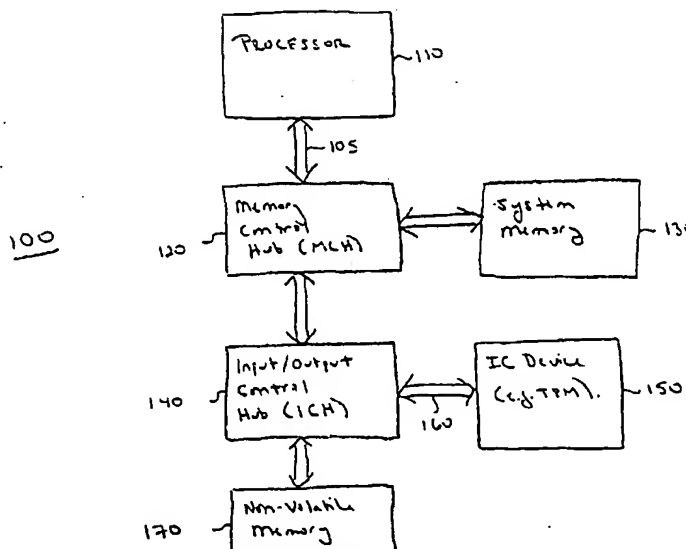 PROCESSOR
110
105
100
Memory
Control
Hub (MCH)
120
System
Memory
130
Input/Output
Control
Hub (ICH)
140
IC Device
(e.g. TPM).
150
160
Non-Volatile
Memory
170